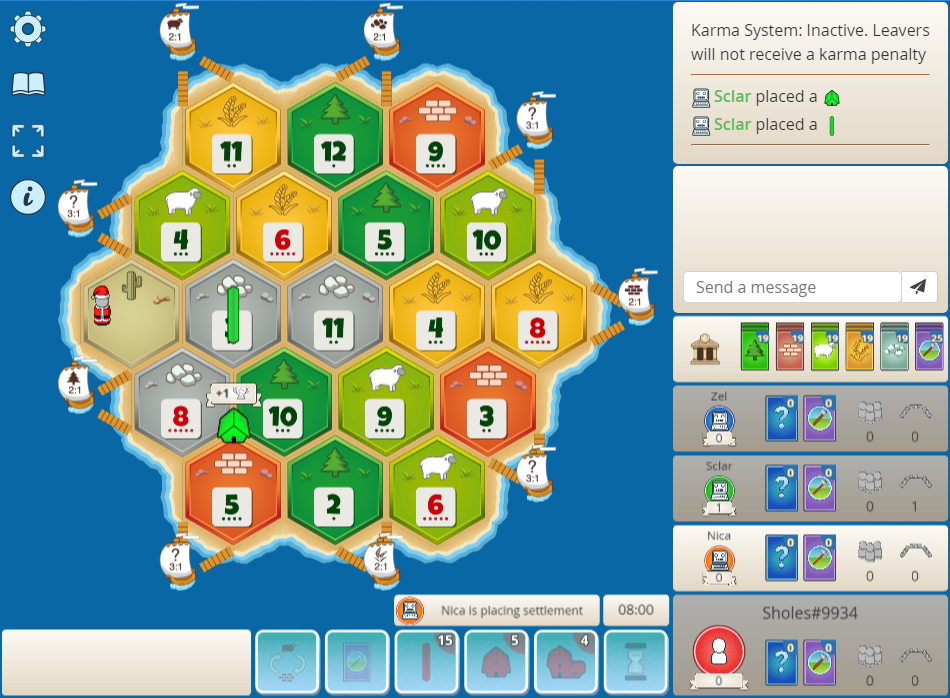 Karma System: Inactive. Leavers
will not receive a karma penalty
Sclar placed a
Sclar placed a
Send a message
19 19 19 19 19 25
Zel
0 0 0
0 0
Sclar
1 0 0
0 1
Nica
0 0 0
0 0
Sholes#9934
0 0 0
0 0
2:1
2:1
11 12 9
?
3:1
?
3:1
4 6 5 10
11 4 8
2:1
2:1
+1
8 10 9 3
5 2 6
?
3:1
?
3:1
2:1
Nica is placing settlement
08:00
15 5 4
i
? ? ? ?